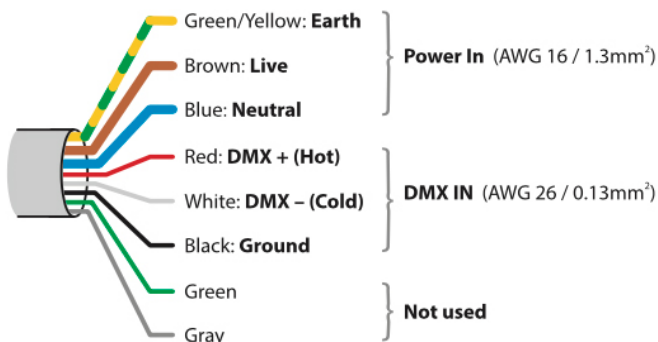 Green/Yellow: Earth
Brown: Live
Power In (AWG 16 / 1.3mm²)
Blue: Neutral
Red: DMX + (Hot)
White: DMX – (Cold)
DMX IN (AWG 26 / 0.13mm²)
Black: Ground
Green
Not used
Gray